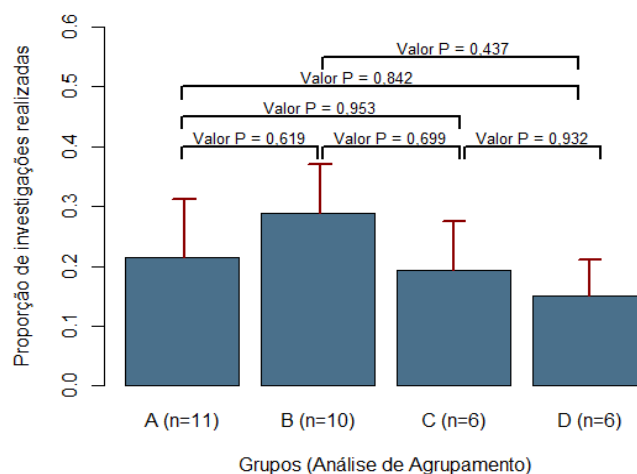 Proporção de investigações realizadas
0.6
0.5
0.4
0.3
0.2
0.1
0.0
Valor P = 0,437
Valor P = 0,842
Valor P = 0,953
Valor P = 0,619
Valor P = 0,699
Valor P = 0,932
A (n=11)
B (n=10)
C (n=6)
D (n=6)
Grupos (Análise de Agrupamento)